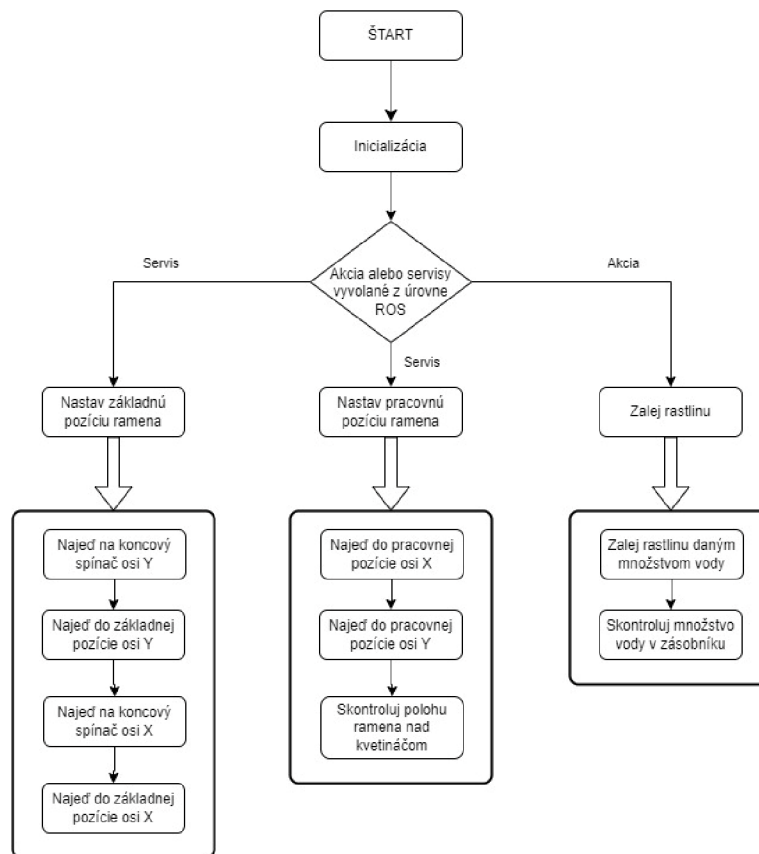 ŠTART
Inicializácia
Servis
Akcia alebo servisy
vyvolané z úrovne
ROS
Akcia
Servis
Nastav základnú
pozíciu ramena
Nastav pracovnú
pozíciu ramena
Zalej rastlinu
Najeď na koncový
spínač osi Y
Najeď do základnej
pozície osi Y
Najeď na koncový
spínač osi X
Najeď do základnej
pozície osi X
Najeď do pracovnej
pozície osi X
Najeď do pracovnej
pozície osi Y
Skontroluj polohu
ramena nad
kvetináčom
Zalej rastlinu daným
množstvom vody
Skontroluj množstvo
vody v zásobníku